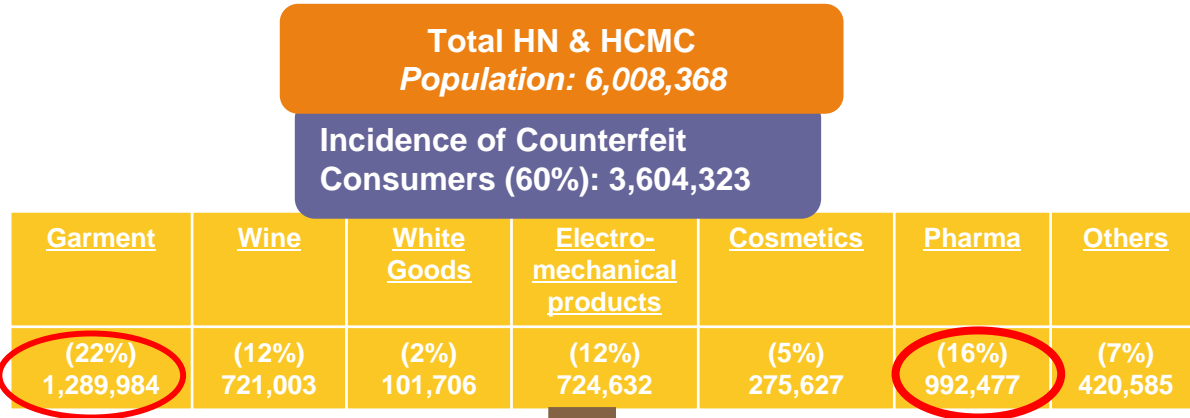 Total HN & HCMC
Population: 6,008,368
Incidence of Counterfeit
Consumers (60%): 3,604,323
Garment Wine White Electro- Cosmetics Pharma Others
Goods mechanical
products
(22%) (12%) (2%) (12%) (5%) (16%) (7%)
1,289,984 721,003 101,706 724,632 275,627 992,477 420,585